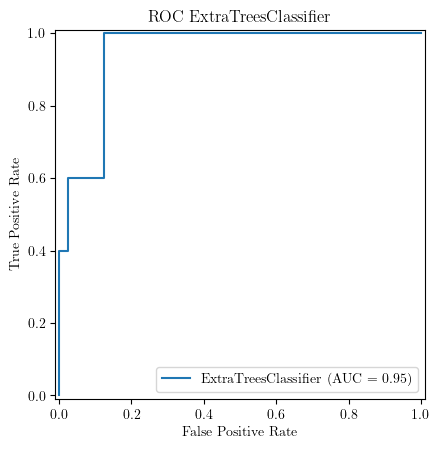 ROC ExtraTreesClassifier
1.0
0.8
0.6
0.4
0.2
0.0
True Positive Rate
ExtraTreesClassifier (AUC = 0.95)
0.0 0.2 0.4 0.6 0.8 1.0
False Positive Rate